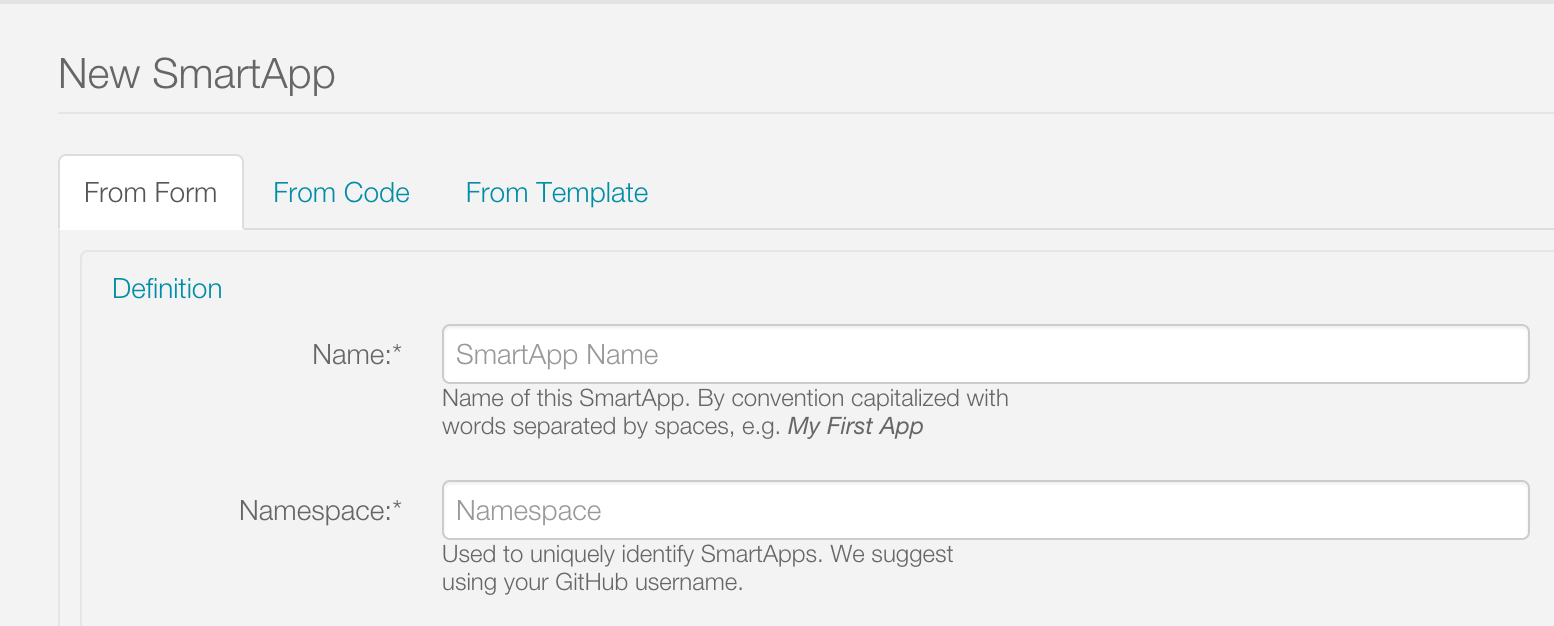 New SmartApp
From Form From Code From Template
Definition
Name:* SmartApp Name
Name of this SmartApp. By convention capitalized with
words separated by spaces, e.g. My First App
Namespace:* Namespace
Used to uniquely identify SmartApps. We suggest
using your GitHub username.